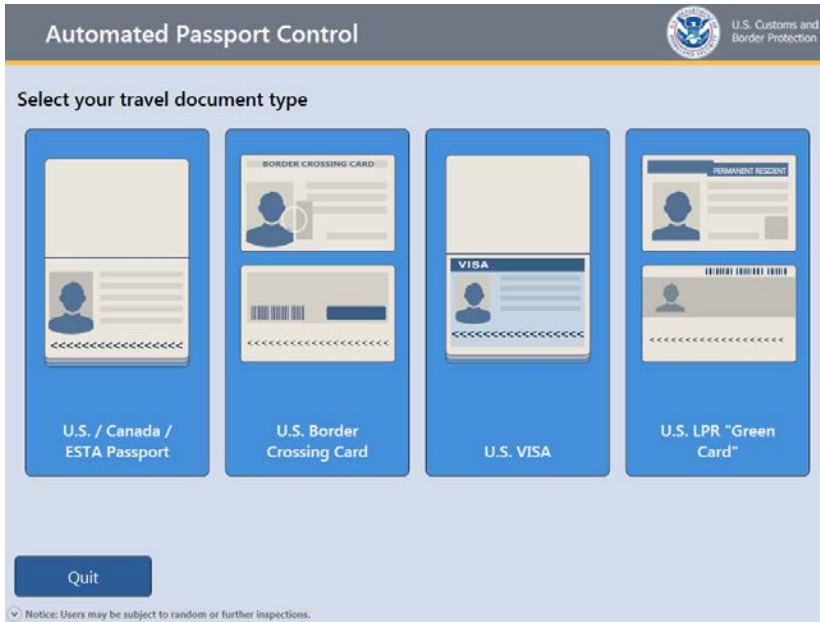 Automated Passport Control
U.S. Customs and
Border Protection
Select your travel document type
BORDER CROSSING CARD
PERMANENT RESIDENT
VISA
<<<<<<<<<<<<<<<<<
<<<<<<<<<<<<<<<<<<<<<
<<<<<<<<<<<<<<<<<
<<<<<<<<<<<<<<<<<<<
U.S. / Canada /
ESTA Passport
U.S. Border
Crossing Card
U.S. VISA
U.S. LPR "Green
Card"
Quit
Notice: Users may be subject to random or further inspections.